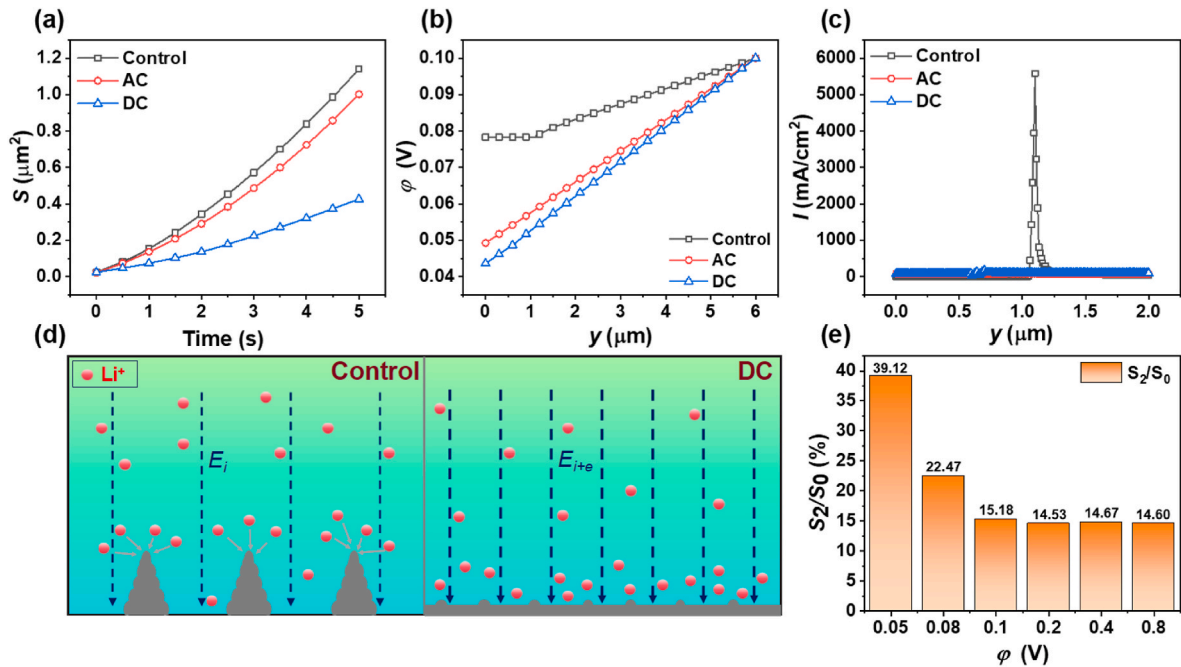 (a)
Control
AC
DC
1.2
1.0
0.8
0.6
0.4
0.2
0.0
S (μm²)
0 1 2 3 4 5
Time (s)
(b)
0.10
0.09
0.08
0.07
0.06
0.05
0.04
φ (V)
Control
AC
DC
0 1 2 3 4 5 6
y (μm)
(c)
Control
AC
DC
6000
5000
4000
3000
2000
1000
0
I (mA/cm²)
0.0 0.5 1.0 1.5 2.0
y (μm)
(d)
Li⁺
Control
DC
Eᵢ
Eᵢ₊ₑ
(e)
S₂/S₀
40
35
30
25
20
15
10
5
0
S₂/S₀ (%)
39.12
22.47
15.18 14.53 14.67 14.60
0.05 0.08 0.1 0.2 0.4 0.8
φ (V)